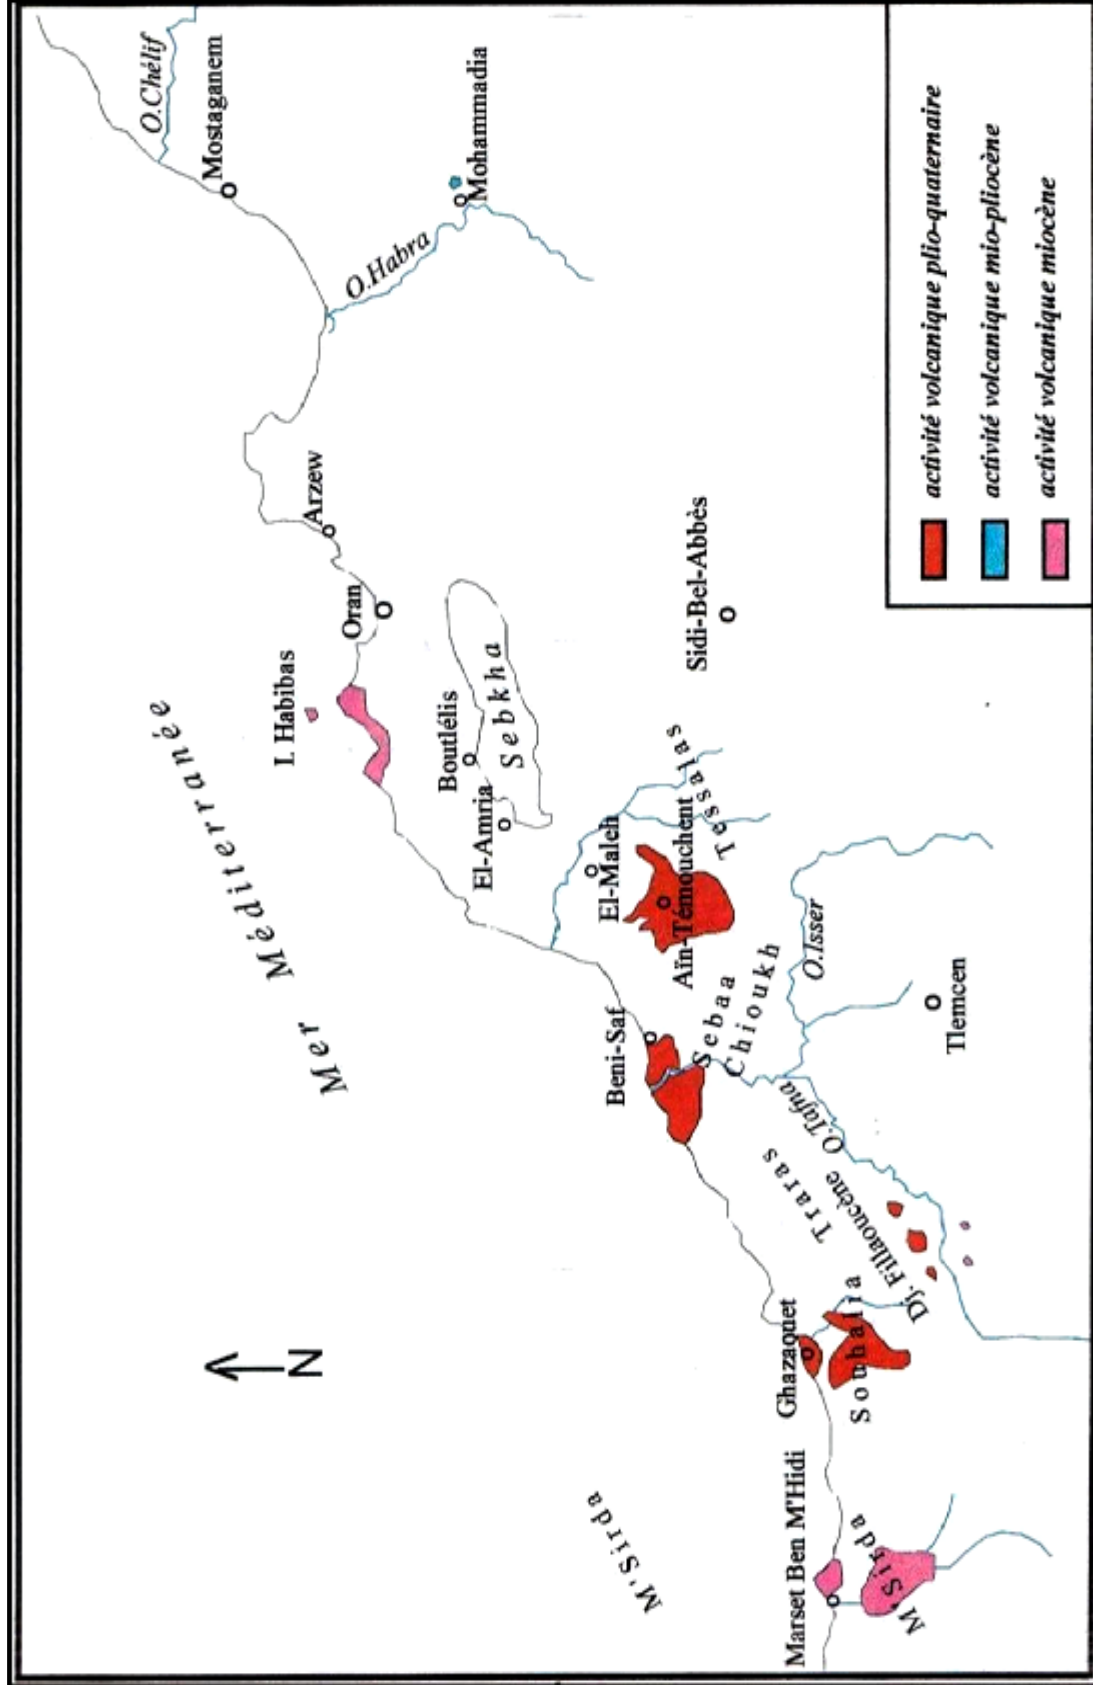 O.Chélif
Mostaganem
Mohammadia
O.Habra
Arzew
Oran
I. Habibas
Mer Méditerranée
Boutlélis
Sebkha
El-Amria
Sidi-Bel-Abbès
El-Maleh
Tessalas
Aïn-Témouchent
Beni-Saf
Sebaa
Chioukh
O.Isser
Tlemcen
O.Tafna
Traras
Dj. Fillaoucène
Ghazaouet
Souhalia
N
M'Sirda
Marset Ben M'Hidi
M'Sirda
activité volcanique plio-quaternaire
activité volcanique mio-pliocène
activité volcanique miocène